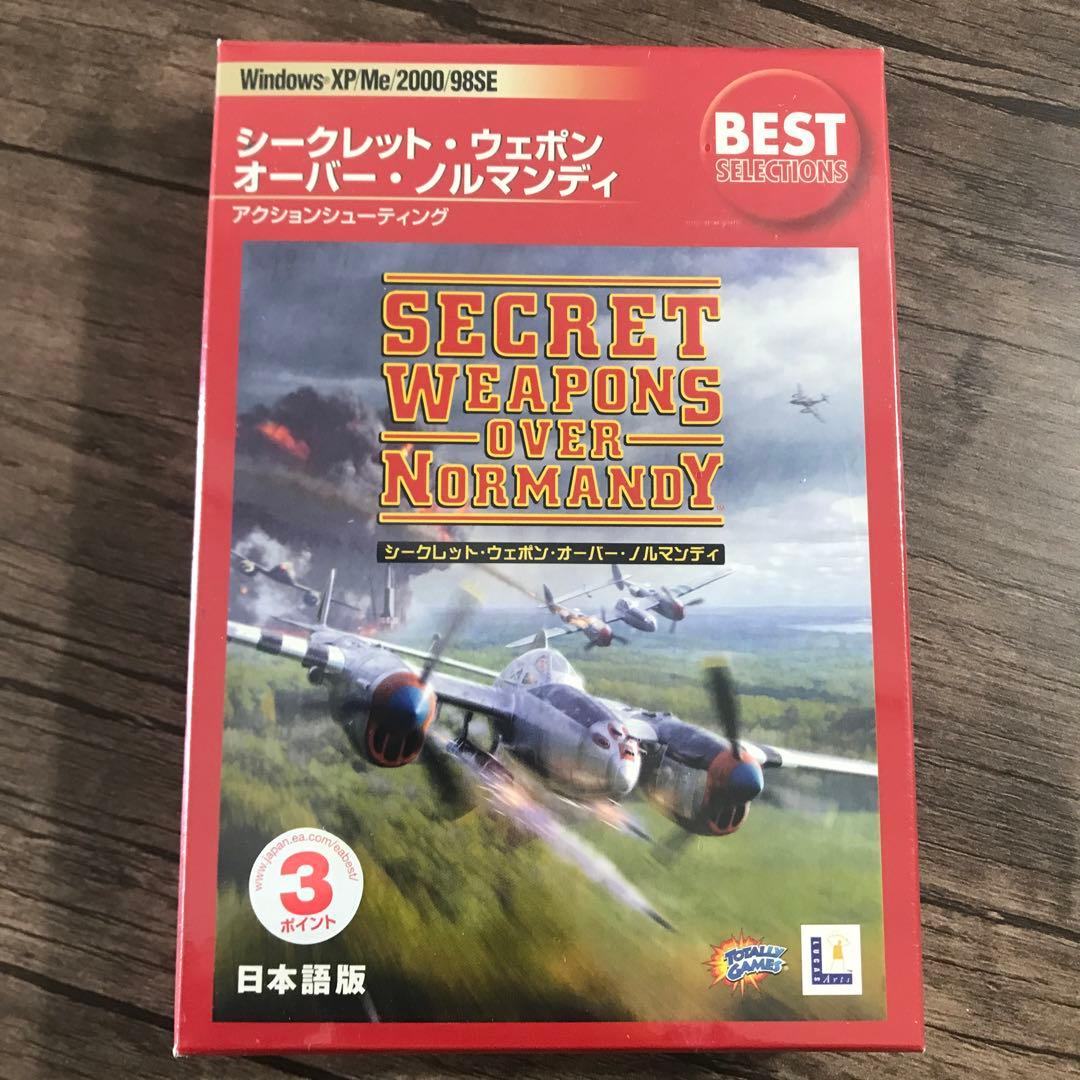 Windows® XP/Me/2000/98SE
BEST
SELECTIONS
シークレット・ウェポン
オーバー・ノルマンディ
アクションシューティング
SECRET
WEAPONS
OVER
NORMANDY
シークレット・ウェポン・オーバー・ノルマンディ
www.japan.ea.com/eabest/
3
ポイント
日本語版
TOTALLY
GAMES
LUCAS
Arts